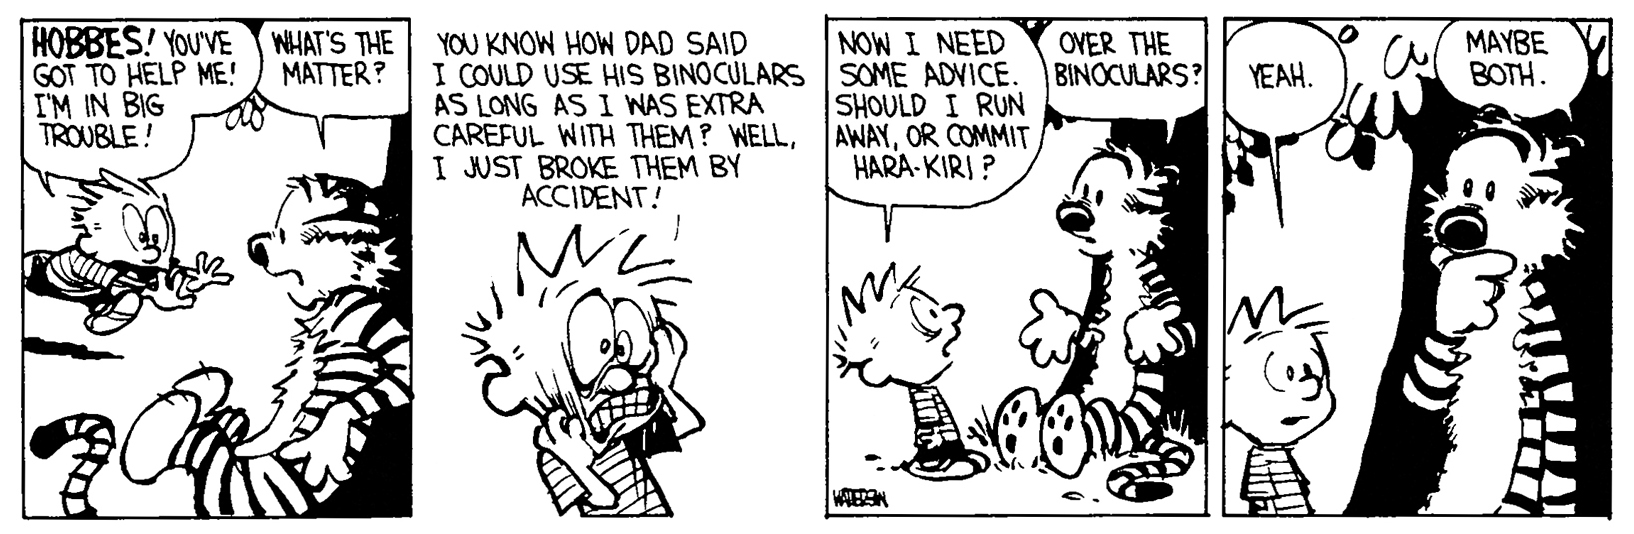 HOBBES! YOU'VE
GOT TO HELP ME!
I'M IN BIG
TROUBLE!
WHAT'S THE
MATTER?
YOU KNOW HOW DAD SAID
I COULD USE HIS BINOCULARS
AS LONG AS I WAS EXTRA
CAREFUL WITH THEM? WELL,
I JUST BROKE THEM BY
ACCIDENT!
NOW I NEED
SOME ADVICE.
SHOULD I RUN
AWAY, OR COMMIT
HARA-KIRI?
OVER THE
BINOCULARS?
WATTERSON
YEAH.
MAYBE
BOTH.